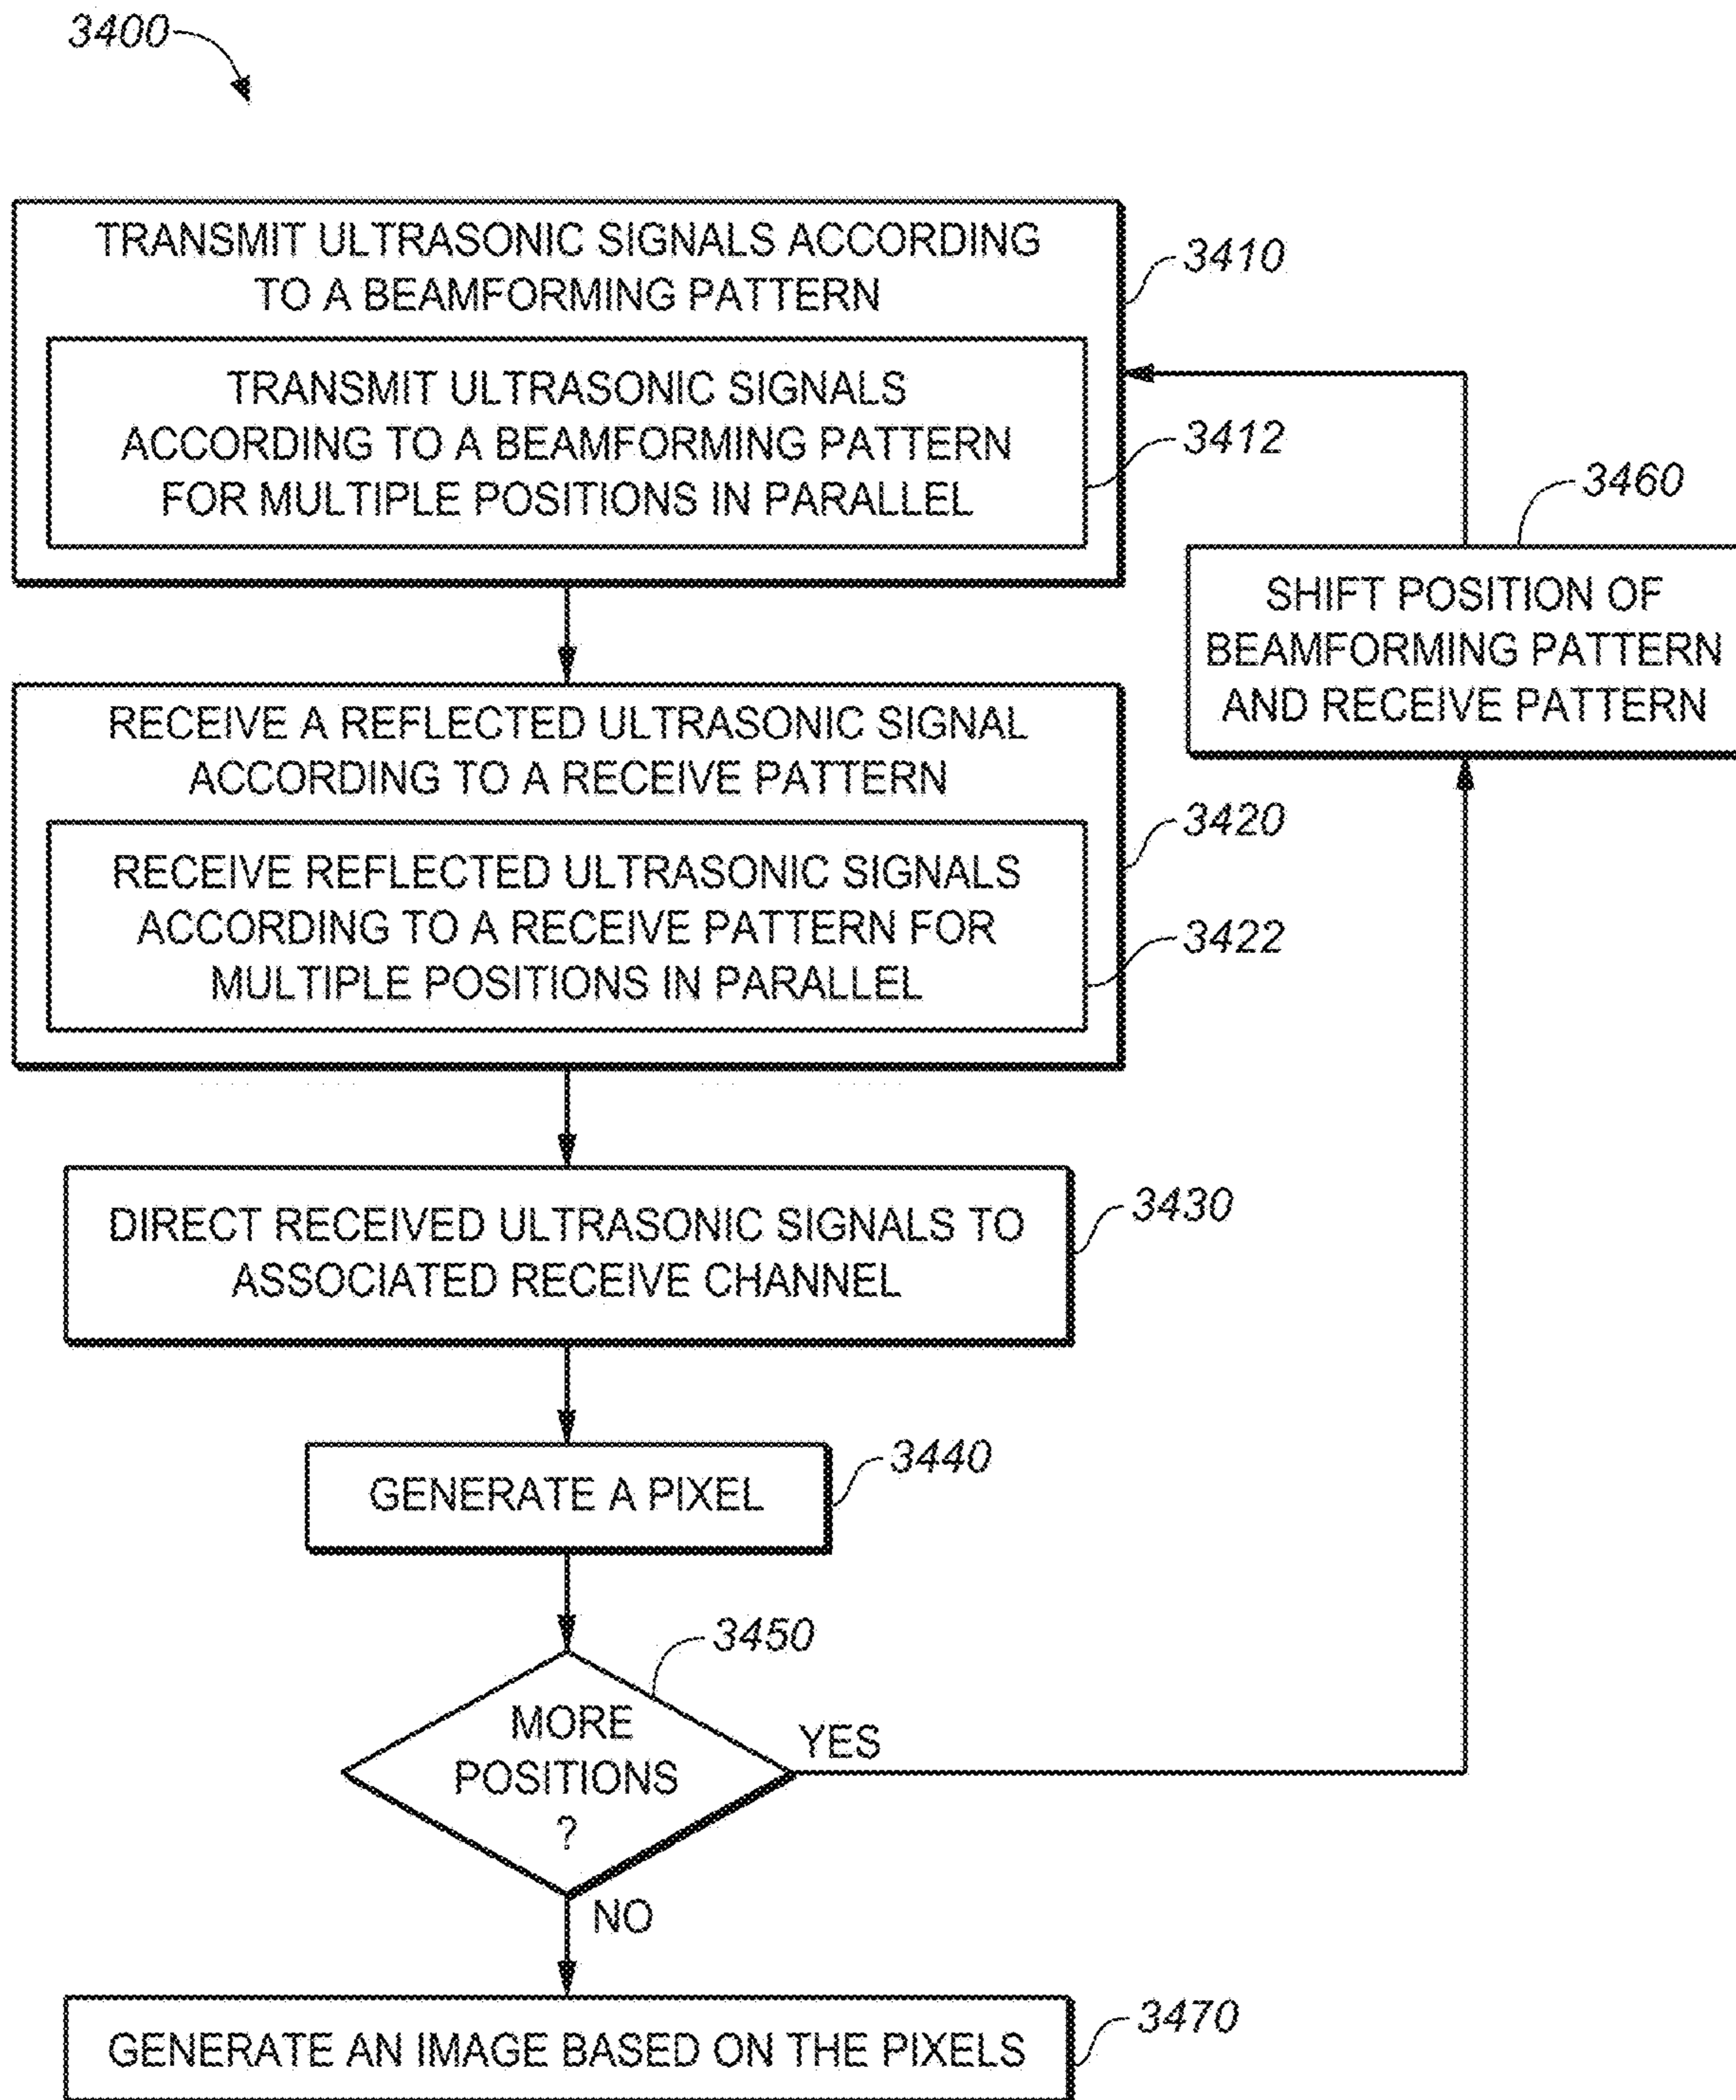 3400
TRANSMIT ULTRASONIC SIGNALS ACCORDING
TO A BEAMFORMING PATTERN
3410
TRANSMIT ULTRASONIC SIGNALS
ACCORDING TO A BEAMFORMING PATTERN
FOR MULTIPLE POSITIONS IN PARALLEL
3412
3460
SHIFT POSITION OF
BEAMFORMING PATTERN
AND RECEIVE PATTERN
RECEIVE A REFLECTED ULTRASONIC SIGNAL
ACCORDING TO A RECEIVE PATTERN
3420
RECEIVE REFLECTED ULTRASONIC SIGNALS
ACCORDING TO A RECEIVE PATTERN FOR
MULTIPLE POSITIONS IN PARALLEL
3422
DIRECT RECEIVED ULTRASONIC SIGNALS TO
ASSOCIATED RECEIVE CHANNEL
3430
GENERATE A PIXEL
3440
3450
MORE
POSITIONS
?
YES
NO
GENERATE AN IMAGE BASED ON THE PIXELS
3470